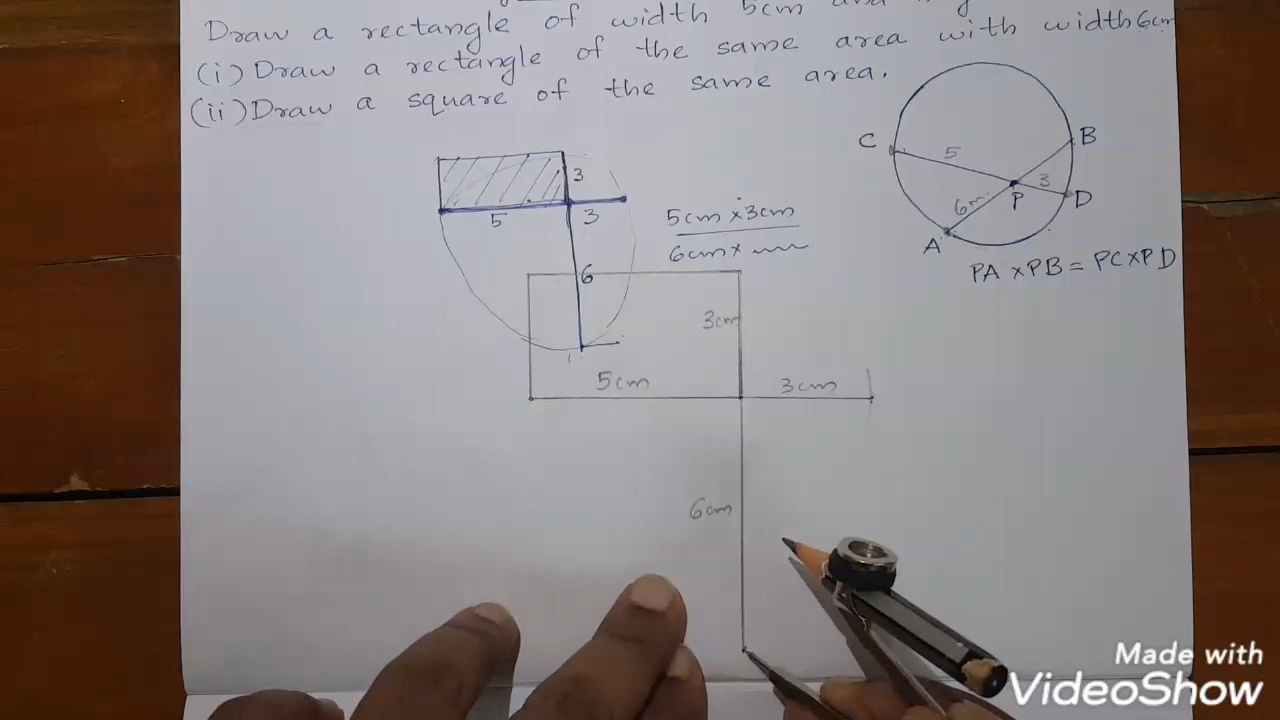 Draw a rectangle of width 5cm and
(i) Draw a rectangle of the same area with width 6cm
(ii) Draw a square of the same area.
C
B
5
3
3
6m
P
D
5
3
5cm x 3cm
A
6cm x
PA x PB = PC x PD
6
3cm
5cm
3cm
6cm
Made with
VideoShow